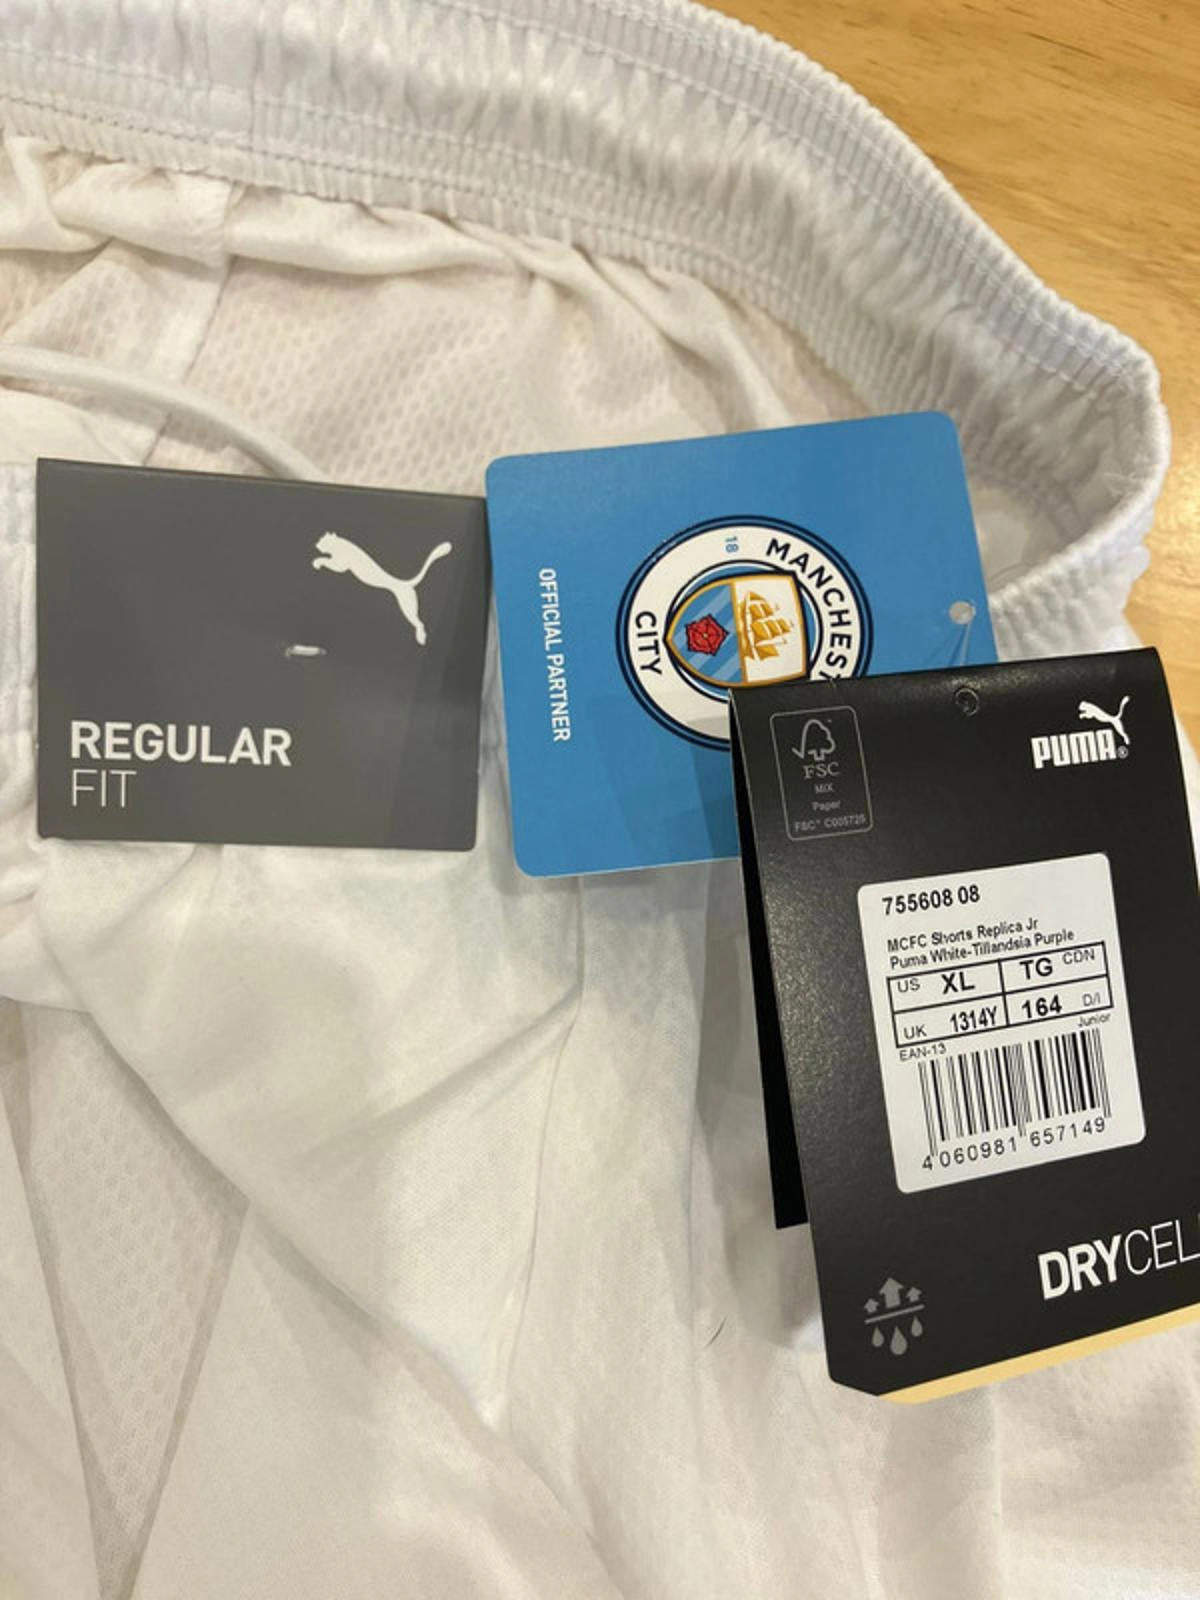 REGULAR
FIT
OFFICIAL PARTNER
MANCHES
18
CITY
FSC
MIX
Paper
FSC™ C005725
PUMA®
755608 08
MCFC Shorts Replica Jr
Puma White-Tillandsia Purple
US XL TG CDN
UK 1314Y 164 D/I
EAN-13 Junior
4 060981 657149
DRYCEL